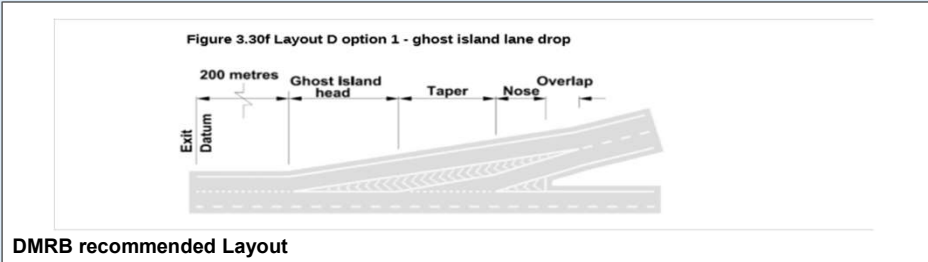 Figure 3.30f Layout D option 1 - ghost island lane drop
200 metres
Ghost Island
head
Taper
Nose
Overlap
Exit
Datum
DMRB recommended Layout